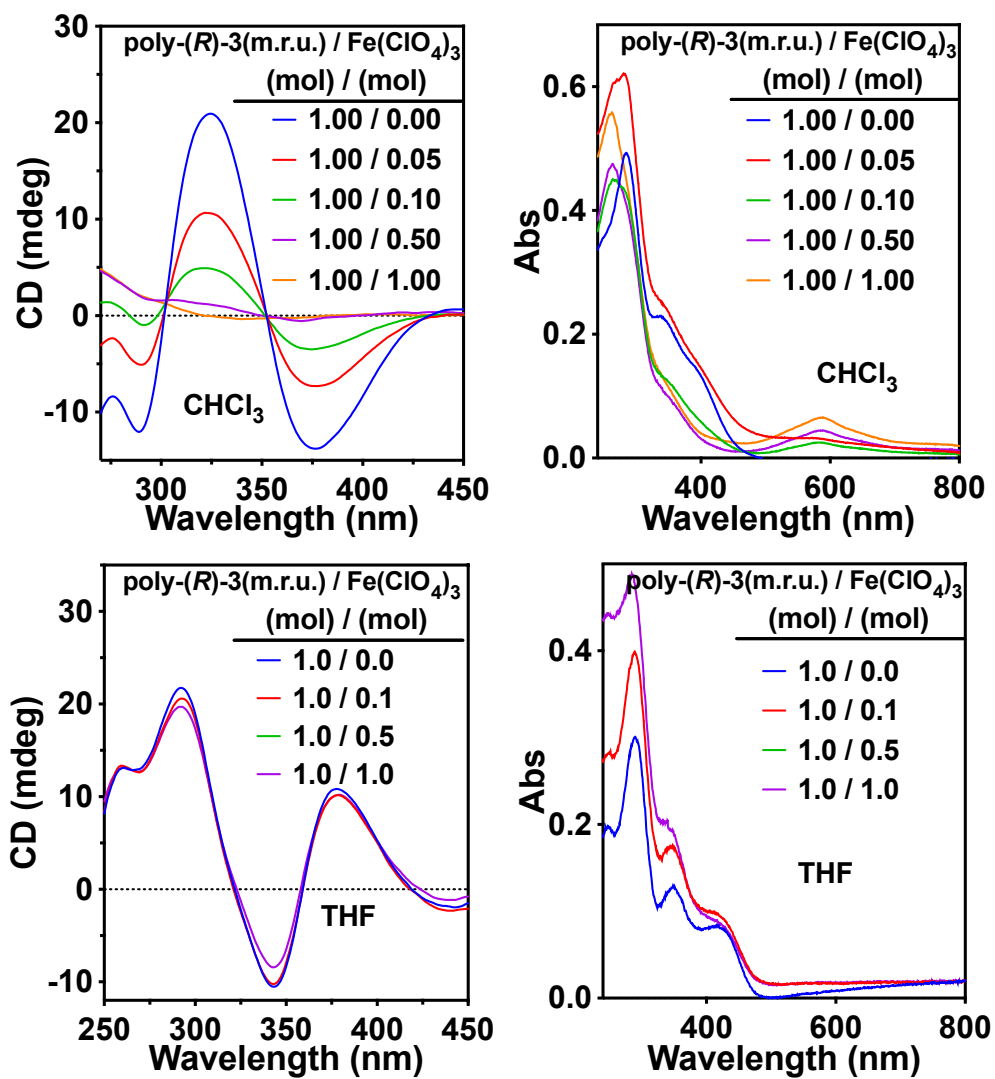 poly-(R)-3(m.r.u.) / Fe(ClO₄)₃
(mol) / (mol)
1.00 / 0.00
1.00 / 0.05
1.00 / 0.10
1.00 / 0.50
1.00 / 1.00
30
20
10
0
-10
CD (mdeg)
CHCl₃
300
350
400
450
Wavelength (nm)
poly-(R)-3(m.r.u.) / Fe(ClO₄)₃
(mol) / (mol)
1.00 / 0.00
1.00 / 0.05
1.00 / 0.10
1.00 / 0.50
1.00 / 1.00
0.6
0.4
0.2
0.0
Abs
CHCl₃
400
600
800
Wavelength (nm)
poly-(R)-3(m.r.u.) / Fe(ClO₄)₃
(mol) / (mol)
1.0 / 0.0
1.0 / 0.1
1.0 / 0.5
1.0 / 1.0
30
20
10
0
-10
CD (mdeg)
THF
250
300
350
400
450
Wavelength (nm)
poly-(R)-3(m.r.u.) / Fe(ClO₄)₃
(mol) / (mol)
1.0 / 0.0
1.0 / 0.1
1.0 / 0.5
1.0 / 1.0
0.4
0.2
0.0
Abs
THF
400
600
800
Wavelength (nm)